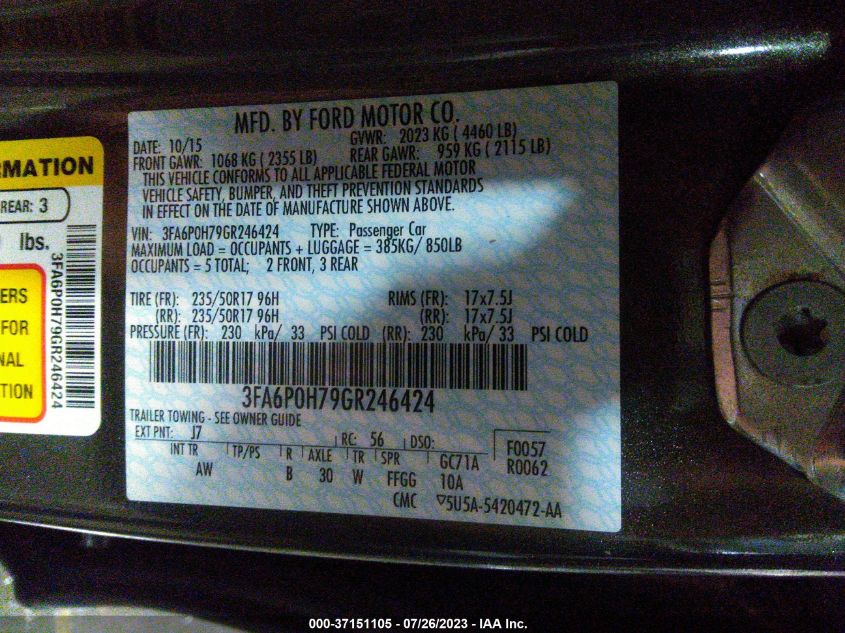 RMATION
REAR: 3
lbs.
ERS
FOR
NAL
TION
3FA6P0H79GR246424
MFD. BY FORD MOTOR CO.
DATE: 10/15 GVWR: 2023 KG ( 4460 LB)
FRONT GAWR: 1068 KG ( 2355 LB) REAR GAWR: 959 KG ( 2115 LB)
THIS VEHICLE CONFORMS TO ALL APPLICABLE FEDERAL MOTOR
VEHICLE SAFETY, BUMPER, AND THEFT PREVENTION STANDARDS
IN EFFECT ON THE DATE OF MANUFACTURE SHOWN ABOVE.
VIN: 3FA6P0H79GR246424 TYPE: Passenger Car
MAXIMUM LOAD = OCCUPANTS + LUGGAGE = 385KG/ 850LB
OCCUPANTS = 5 TOTAL; 2 FRONT, 3 REAR
TIRE (FR): 235/50R17 96H RIMS (FR): 17x7.5J
(RR): 235/50R17 96H (RR): 17x7.5J
PRESSURE (FR): 230 kPa/ 33 PSI COLD (RR): 230 kPa/ 33 PSI COLD
3FA6P0H79GR246424
TRAILER TOWING - SEE OWNER GUIDE
EXT PNT: J7 RC: 56 DSO: F0057
INT TR TP/PS R AXLE TR SPR GC71A R0062
AW B 30 W FFGG 10A
CMC 5U5A-5420472-AA
000-37151105 - 07/26/2023 - IAA Inc.